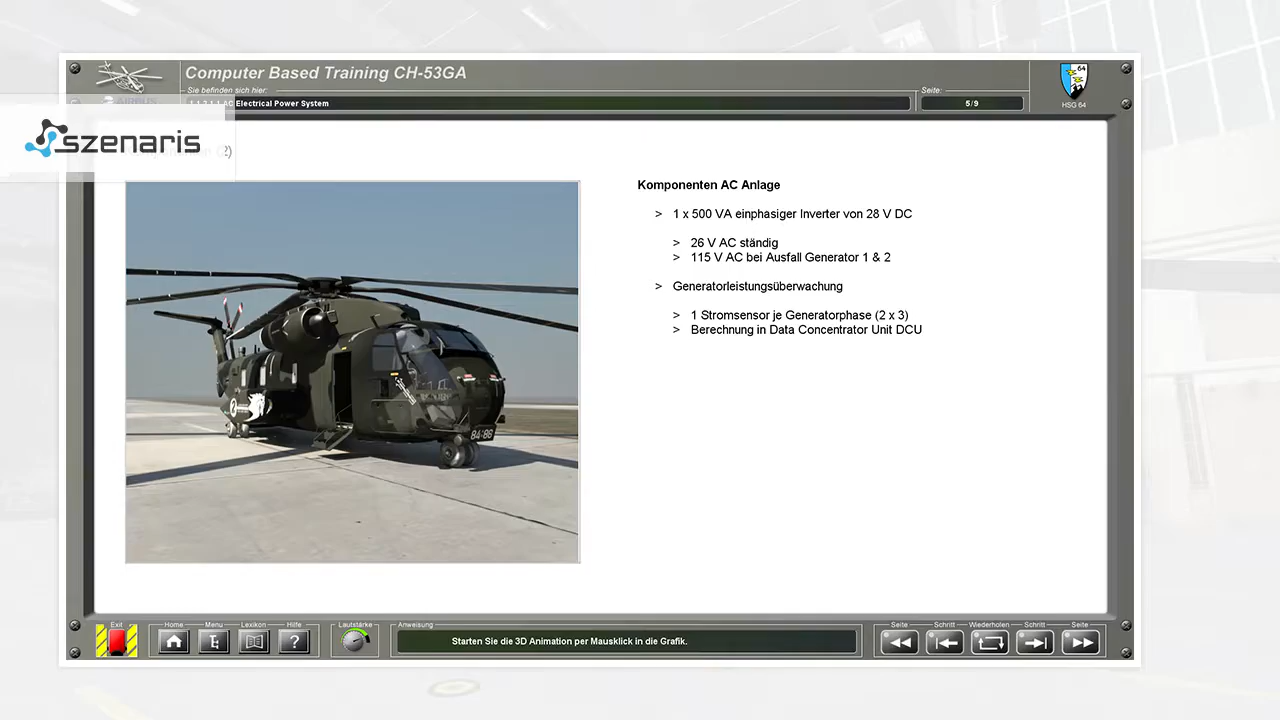 Computer Based Training CH-53GA
Sie befinden sich hier:
Seite:
AC Electrical Power System
5/9
HSG 64
szenaris
Komponenten AC Anlage
> 1 x 500 VA einphasiger Inverter von 28 V DC
> 26 V AC ständig
> 115 V AC bei Ausfall Generator 1 & 2
> Generatorleistungsüberwachung
> 1 Stromsensor je Generatorphase (2 x 3)
> Berechnung in Data Concentrator Unit DCU
84+86
Exit
Home
Menu
Lexikon
Hilfe
?
Lautstärke
Anweisung
Starten Sie die 3D Animation per Mausklick in die Grafik.
Seite
Schritt
Wiederholen
Schritt
Seite